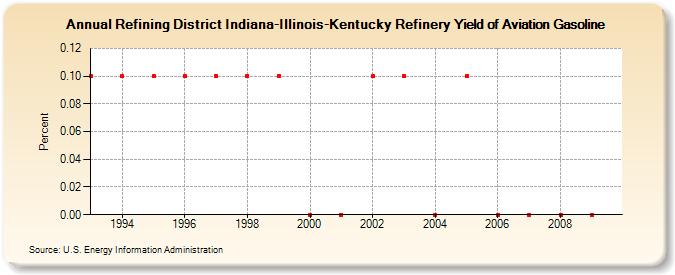 Annual Refining District Indiana-Illinois-Kentucky Refinery Yield of Aviation Gasoline
Percent
0.12
0.10
0.08
0.06
0.04
0.02
0.00
1994 1996 1998 2000 2002 2004 2006 2008
Source: U.S. Energy Information Administration